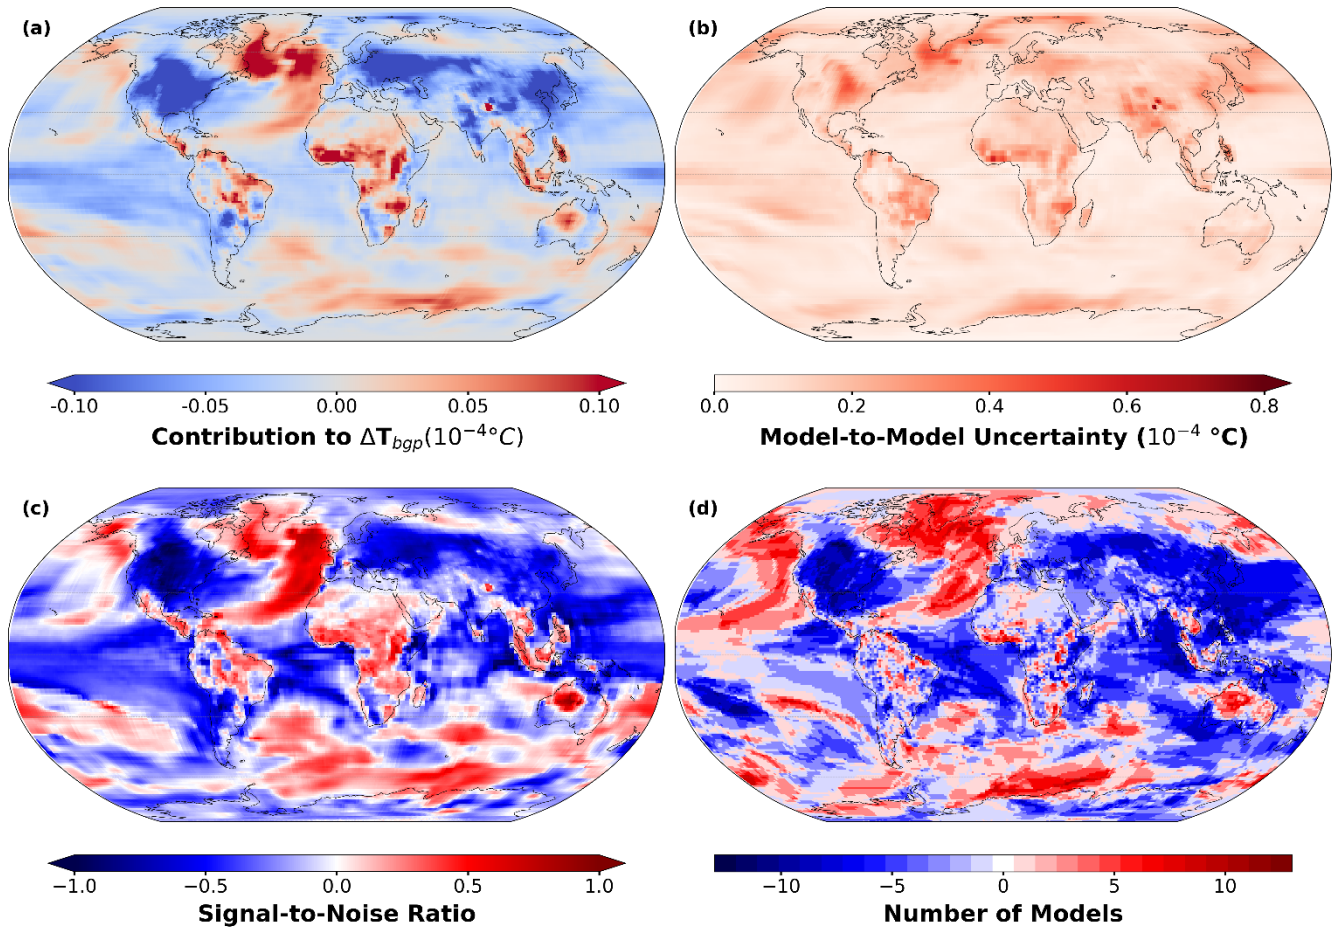 (a)
(b)
-0.10 -0.05 0.00 0.05 0.10
Contribution to ΔT_bgp(10⁻⁴°C)
0.0 0.2 0.4 0.6 0.8
Model-to-Model Uncertainty (10⁻⁴ °C)
(c)
(d)
−1.0 −0.5 0.0 0.5 1.0
Signal-to-Noise Ratio
−10 −5 0 5 10
Number of Models